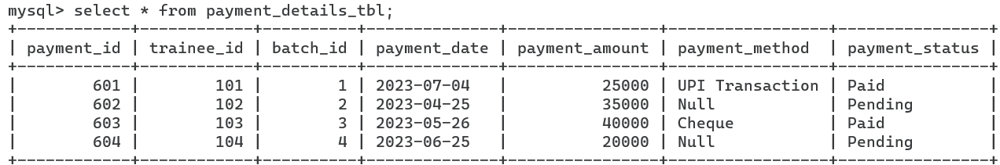 mysql> select * from payment_details_tbl;
+------------+------------+----------+--------------+----------------+-----------------+----------------+
| payment_id | trainee_id | batch_id | payment_date | payment_amount | payment_method  | payment_status |
+------------+------------+----------+--------------+----------------+-----------------+----------------+
|        601 |        101 |        1 | 2023-07-04   |          25000 | UPI Transaction | Paid           |
|        602 |        102 |        2 | 2023-04-25   |          35000 | Null            | Pending        |
|        603 |        103 |        3 | 2023-05-26   |          40000 | Cheque          | Paid           |
|        604 |        104 |        4 | 2023-06-25   |          20000 | Null            | Pending        |
+------------+------------+----------+--------------+----------------+-----------------+----------------+